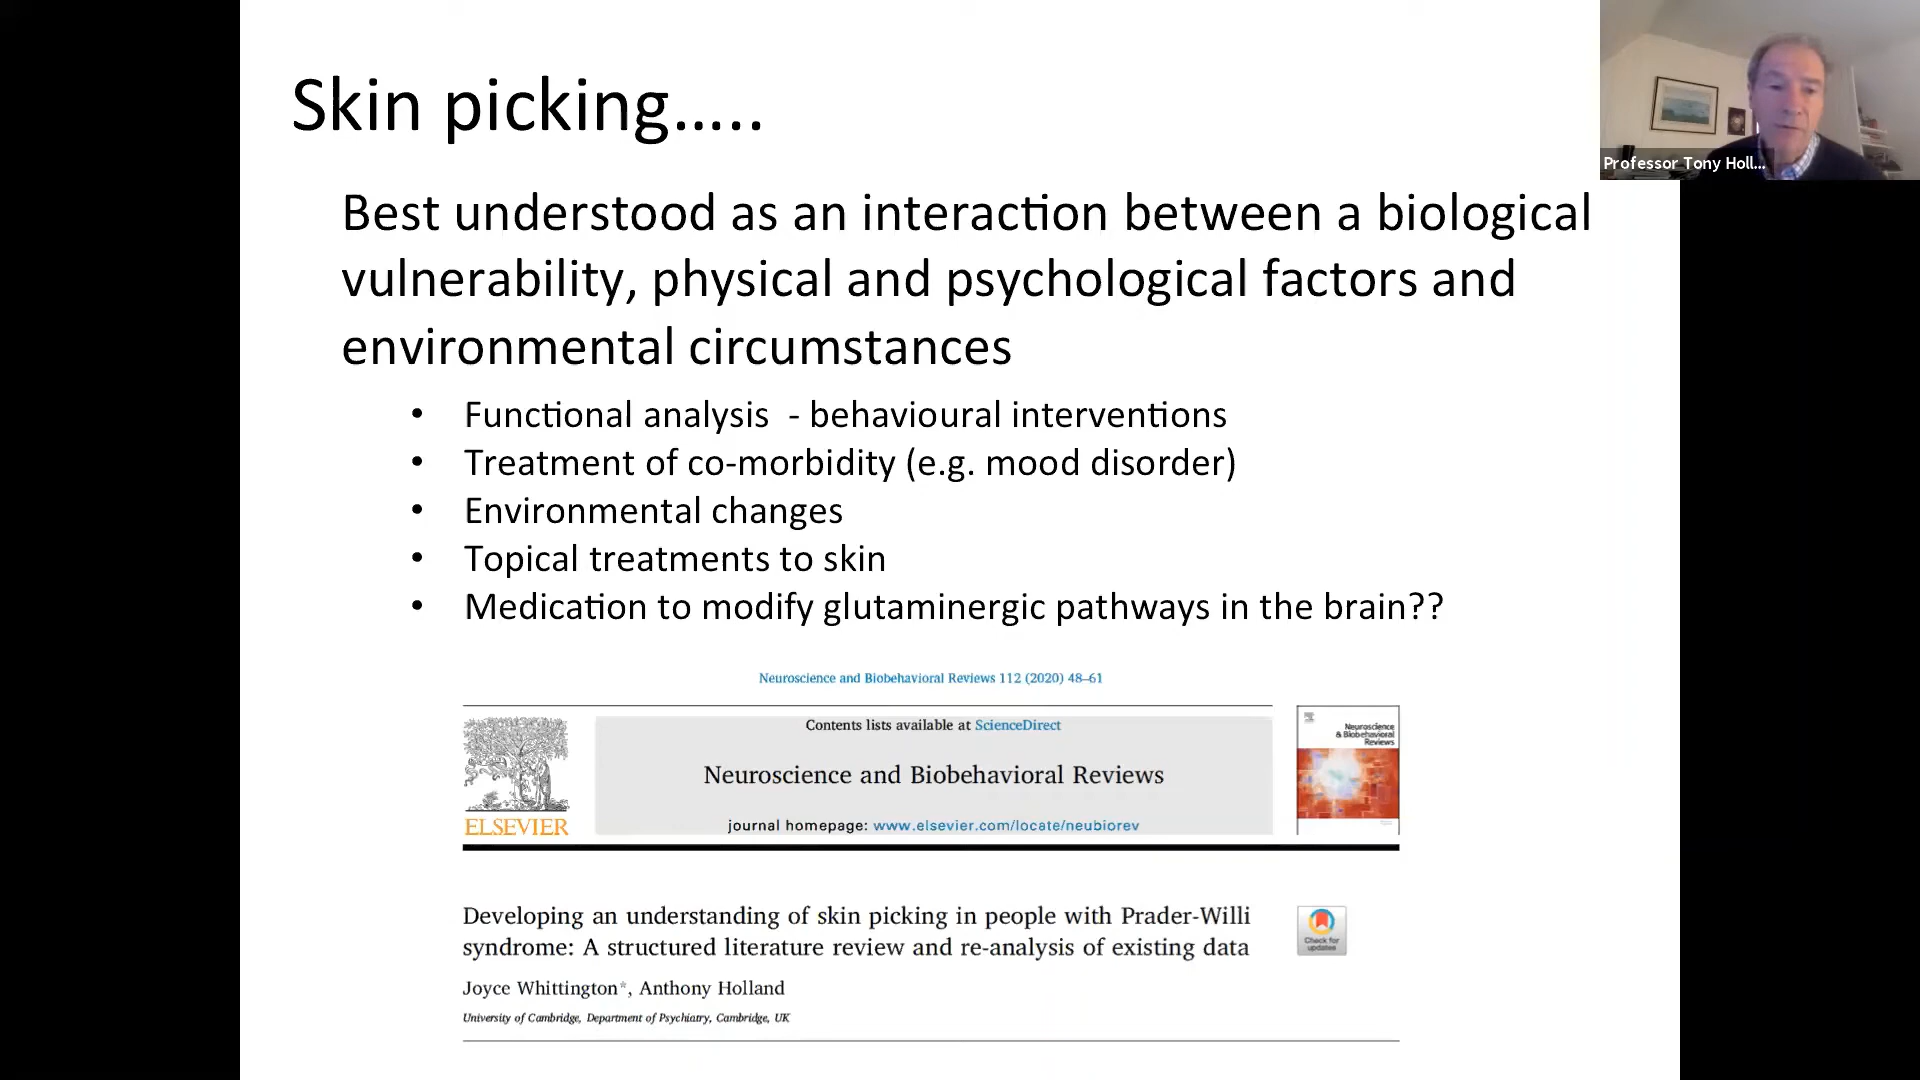 Skin picking.....
Professor Tony Holl...
Best understood as an interaction between a biological
vulnerability, physical and psychological factors and
environmental circumstances
• Functional analysis - behavioural interventions
• Treatment of co-morbidity (e.g. mood disorder)
• Environmental changes
• Topical treatments to skin
• Medication to modify glutaminergic pathways in the brain??
Neuroscience and Biobehavioral Reviews 112 (2020) 48–61
Contents lists available at ScienceDirect
Neuroscience and Biobehavioral Reviews
journal homepage: www.elsevier.com/locate/neubiorev
ELSEVIER
Neuroscience
& Biobehavioral
Reviews
Developing an understanding of skin picking in people with Prader-Willi
syndrome: A structured literature review and re-analysis of existing data
Check for
updates
Joyce Whittington*, Anthony Holland
University of Cambridge, Department of Psychiatry, Cambridge, UK